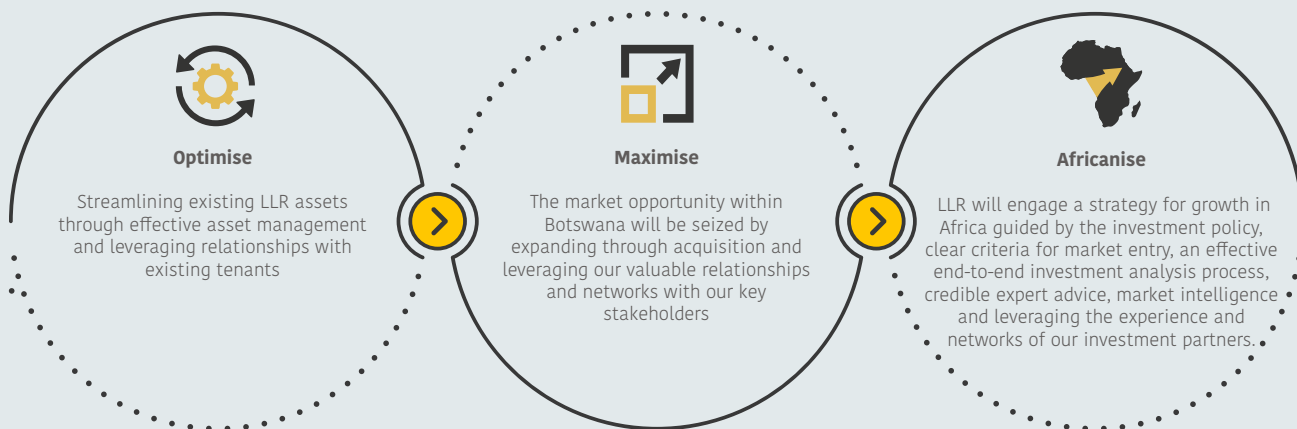 Optimise
Streamlining existing LLR assets
through effective asset management
and leveraging relationships with
existing tenants
Maximise
The market opportunity within
Botswana will be seized by
expanding through acquisition and
leveraging our valuable relationships
and networks with our key
stakeholders
Africanise
LLR will engage a strategy for growth in
Africa guided by the investment policy,
clear criteria for market entry, an effective
end-to-end investment analysis process,
credible expert advice, market intelligence
and leveraging the experience and
networks of our investment partners.